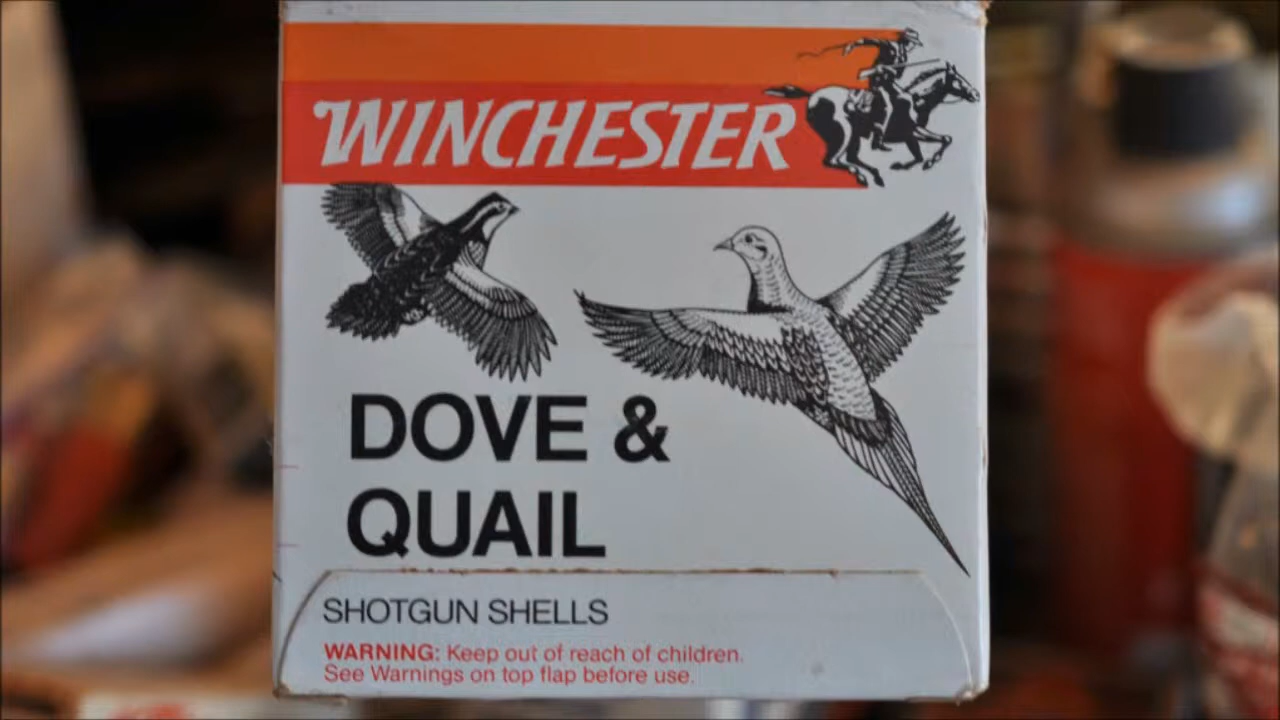 WINCHESTER
DOVE &
QUAIL
SHOTGUN SHELLS
WARNING: Keep out of reach of children.
See Warnings on top flap before use.